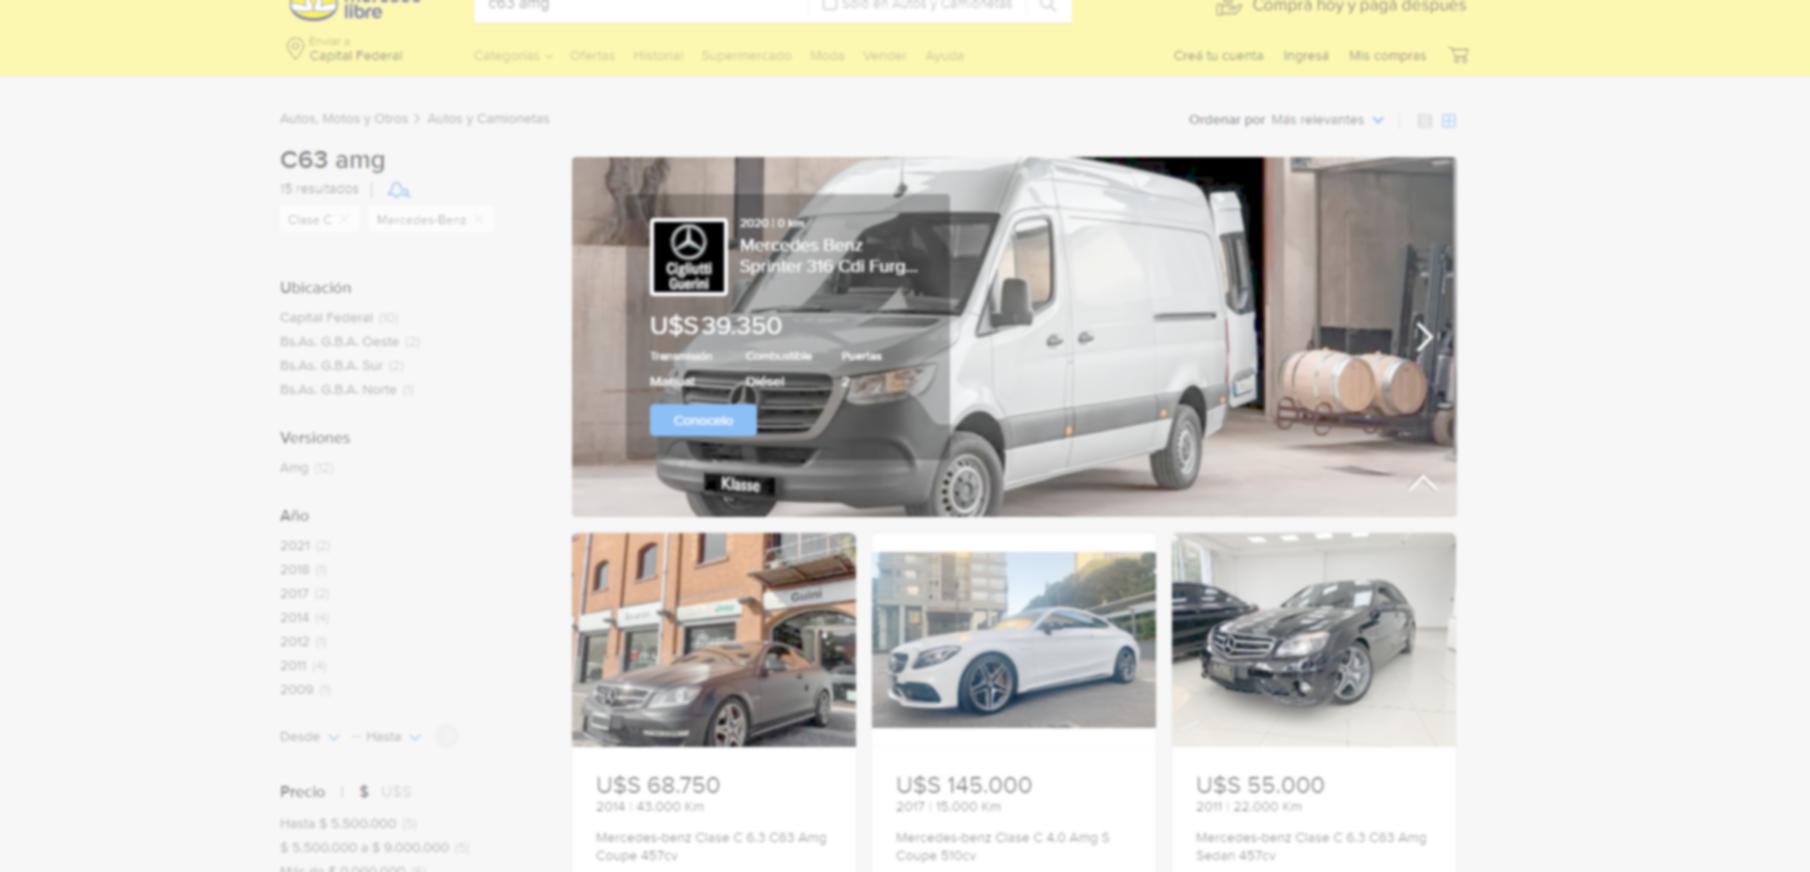 libre
c63 amg
Sólo en Autos y Camionetas
Comprá hoy y pagá después
Enviar a
Capital Federal
Categorías
Ofertas
Historial
Supermercado
Moda
Vender
Ayuda
Creá tu cuenta
Ingresá
Mis compras
Autos, Motos y Otros > Autos y Camionetas
Ordenar por Más relevantes
C63 amg
15 resultados
Clase C
Mercedes-Benz
Ubicación
Capital Federal (10)
Bs.As. G.B.A. Oeste (2)
Bs.As. G.B.A. Sur (2)
Bs.As. G.B.A. Norte (1)
Versiones
Amg (12)
Año
2021 (2)
2018 (1)
2017 (2)
2014 (4)
2012 (1)
2011 (4)
2009 (1)
Desde — Hasta
Precio | $ U$S
Hasta $ 5.500.000 (5)
$ 5.500.000 a $ 9.000.000 (5)
Más de $ 9.000.000
Cigliutti
Guerini
2020 | 0 km
Mercedes Benz
Sprinter 316 Cdi Furg...
U$S 39.350
Transmisión Combustible Puertas
Manual Diésel 2
Conocelo
Klasse
Guini
U$S 68.750
2014 | 43.000 Km
Mercedes-benz Clase C 6.3 C63 Amg
Coupe 457cv
U$S 145.000
2017 | 15.000 Km
Mercedes-benz Clase C 4.0 Amg S
Coupe 510cv
U$S 55.000
2011 | 22.000 Km
Mercedes-benz Clase C 6.3 C63 Amg
Sedan 457cv